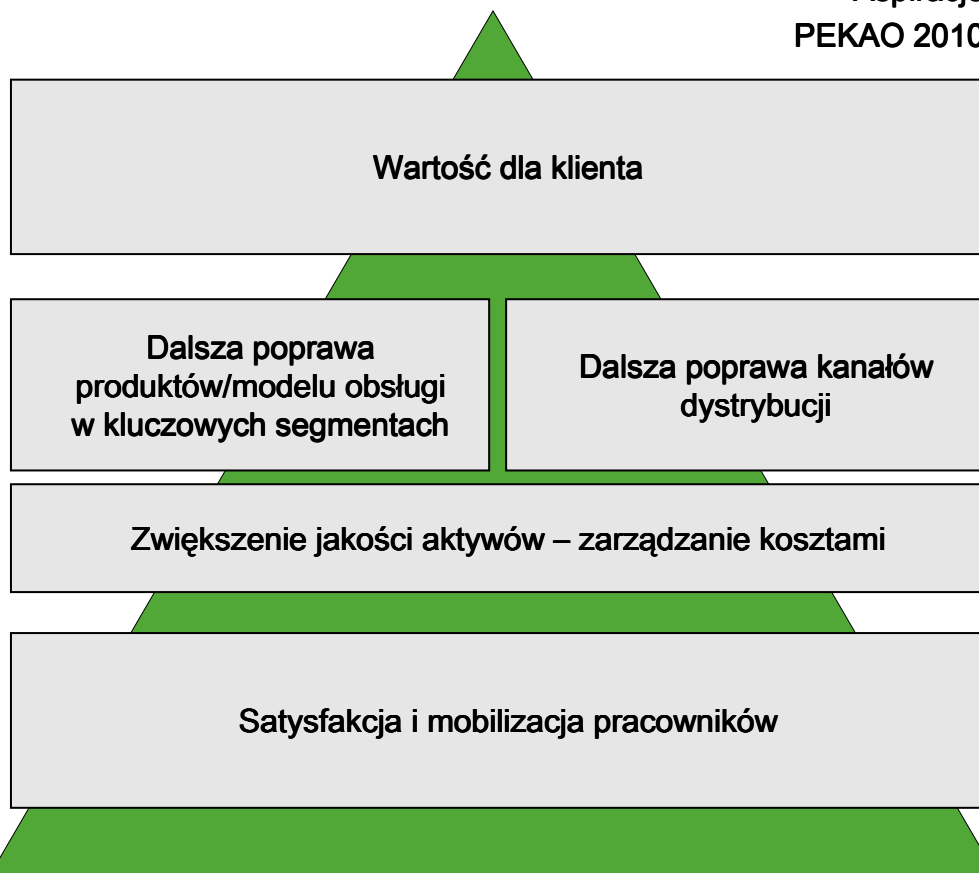 Aspiracje
PEKAO 2010
Wartość dla klienta
Dalsza poprawa
produktów/modelu obsługi
w kluczowych segmentach
Dalsza poprawa kanałów
dystrybucji
Zwiększenie jakości aktywów – zarządzanie kosztami
Satysfakcja i mobilizacja pracowników